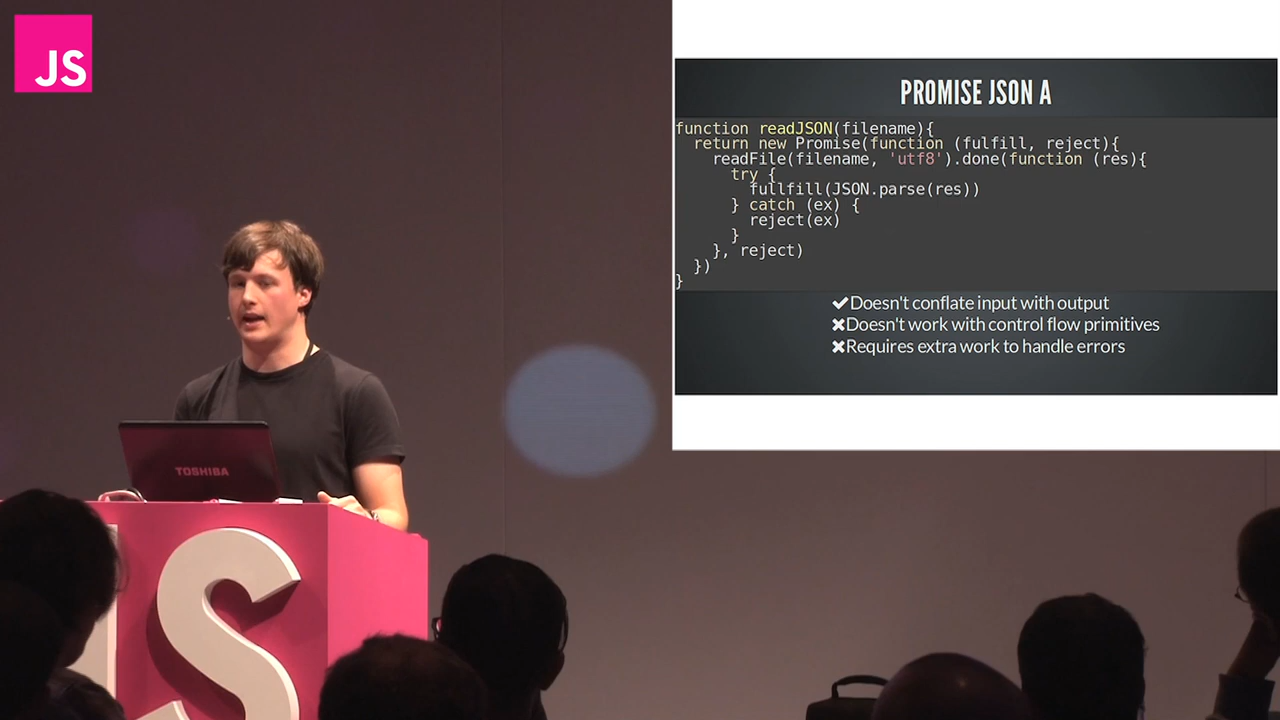 JS
PROMISE JSON A
function readJSON(filename){
return new Promise(function (fulfill, reject){
readFile(filename, 'utf8').done(function (res){
try {
fullfill(JSON.parse(res))
} catch (ex) {
reject(ex)
}
}, reject)
})
}
✔Doesn't conflate input with output
✖Doesn't work with control flow primitives
✖Requires extra work to handle errors
TOSHIBA
JS